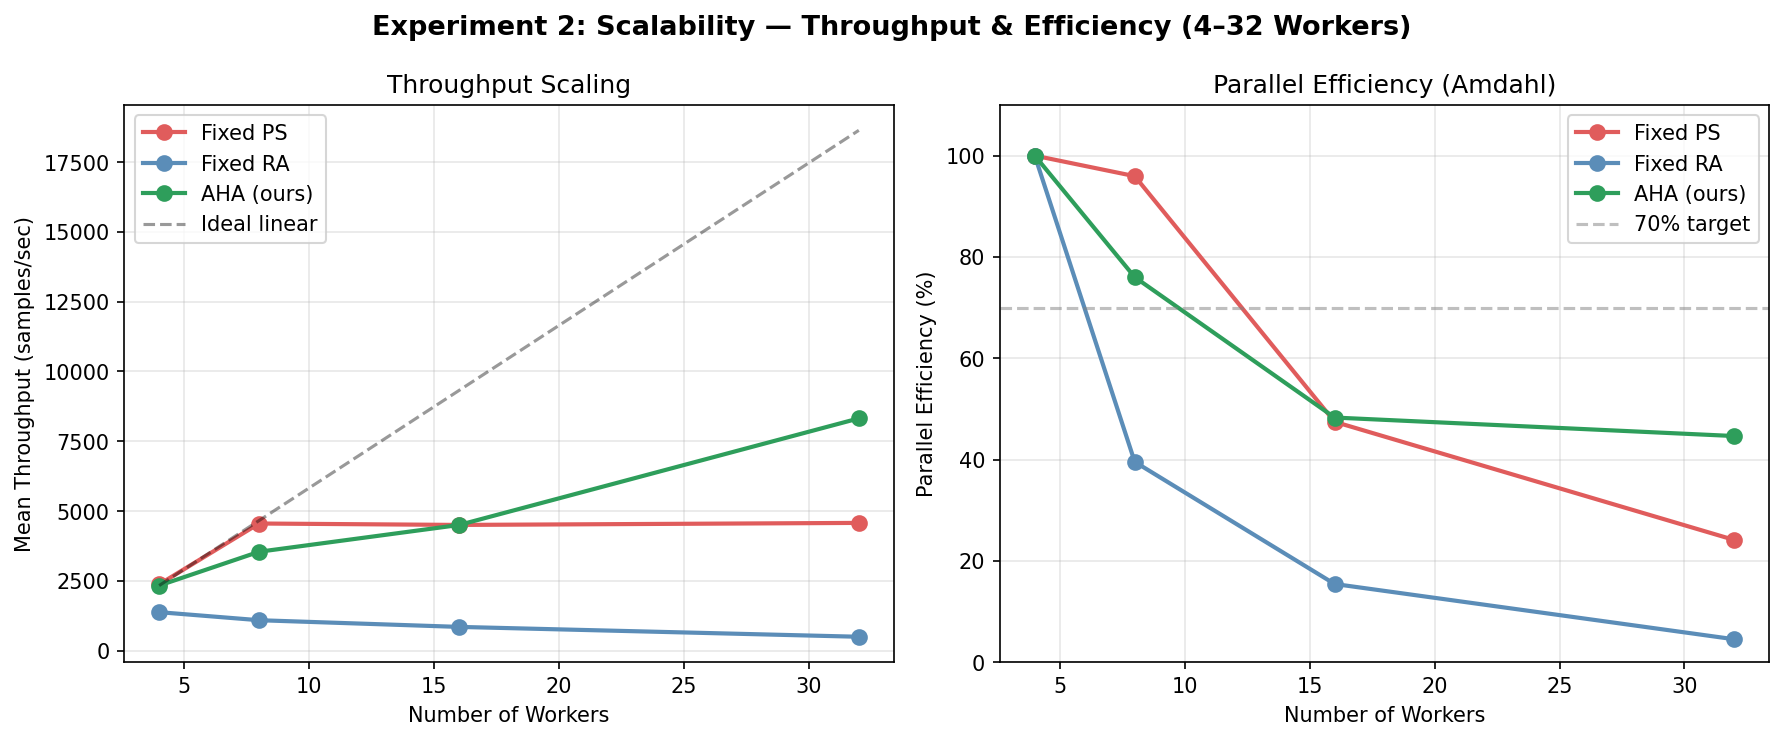 Experiment 2: Scalability — Throughput & Efficiency (4–32 Workers)
Throughput Scaling
Fixed PS
Fixed RA
AHA (ours)
Ideal linear
Mean Throughput (samples/sec)
17500
15000
12500
10000
7500
5000
2500
0
5 10 15 20 25 30
Number of Workers
Parallel Efficiency (Amdahl)
Fixed PS
Fixed RA
AHA (ours)
70% target
Parallel Efficiency (%)
100
80
60
40
20
0
5 10 15 20 25 30
Number of Workers